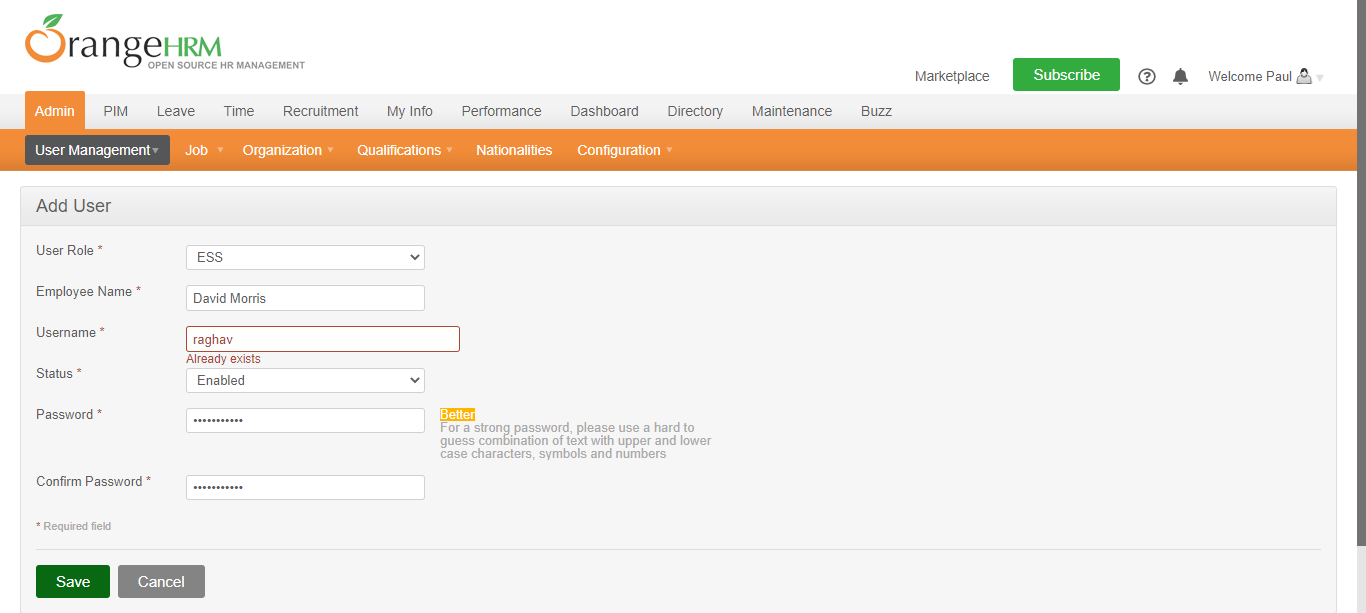 OrangeHRM
OPEN SOURCE HR MANAGEMENT
Marketplace Subscribe ? Welcome Paul
Admin PIM Leave Time Recruitment My Info Performance Dashboard Directory Maintenance Buzz
User Management Job Organization Qualifications Nationalities Configuration
Add User
User Role * ESS
Employee Name * David Morris
Username * raghav
Already exists
Status * Enabled
Password * ••••••••••• Better
For a strong password, please use a hard to
guess combination of text with upper and lower
case characters, symbols and numbers
Confirm Password * •••••••••••
* Required field
Save Cancel